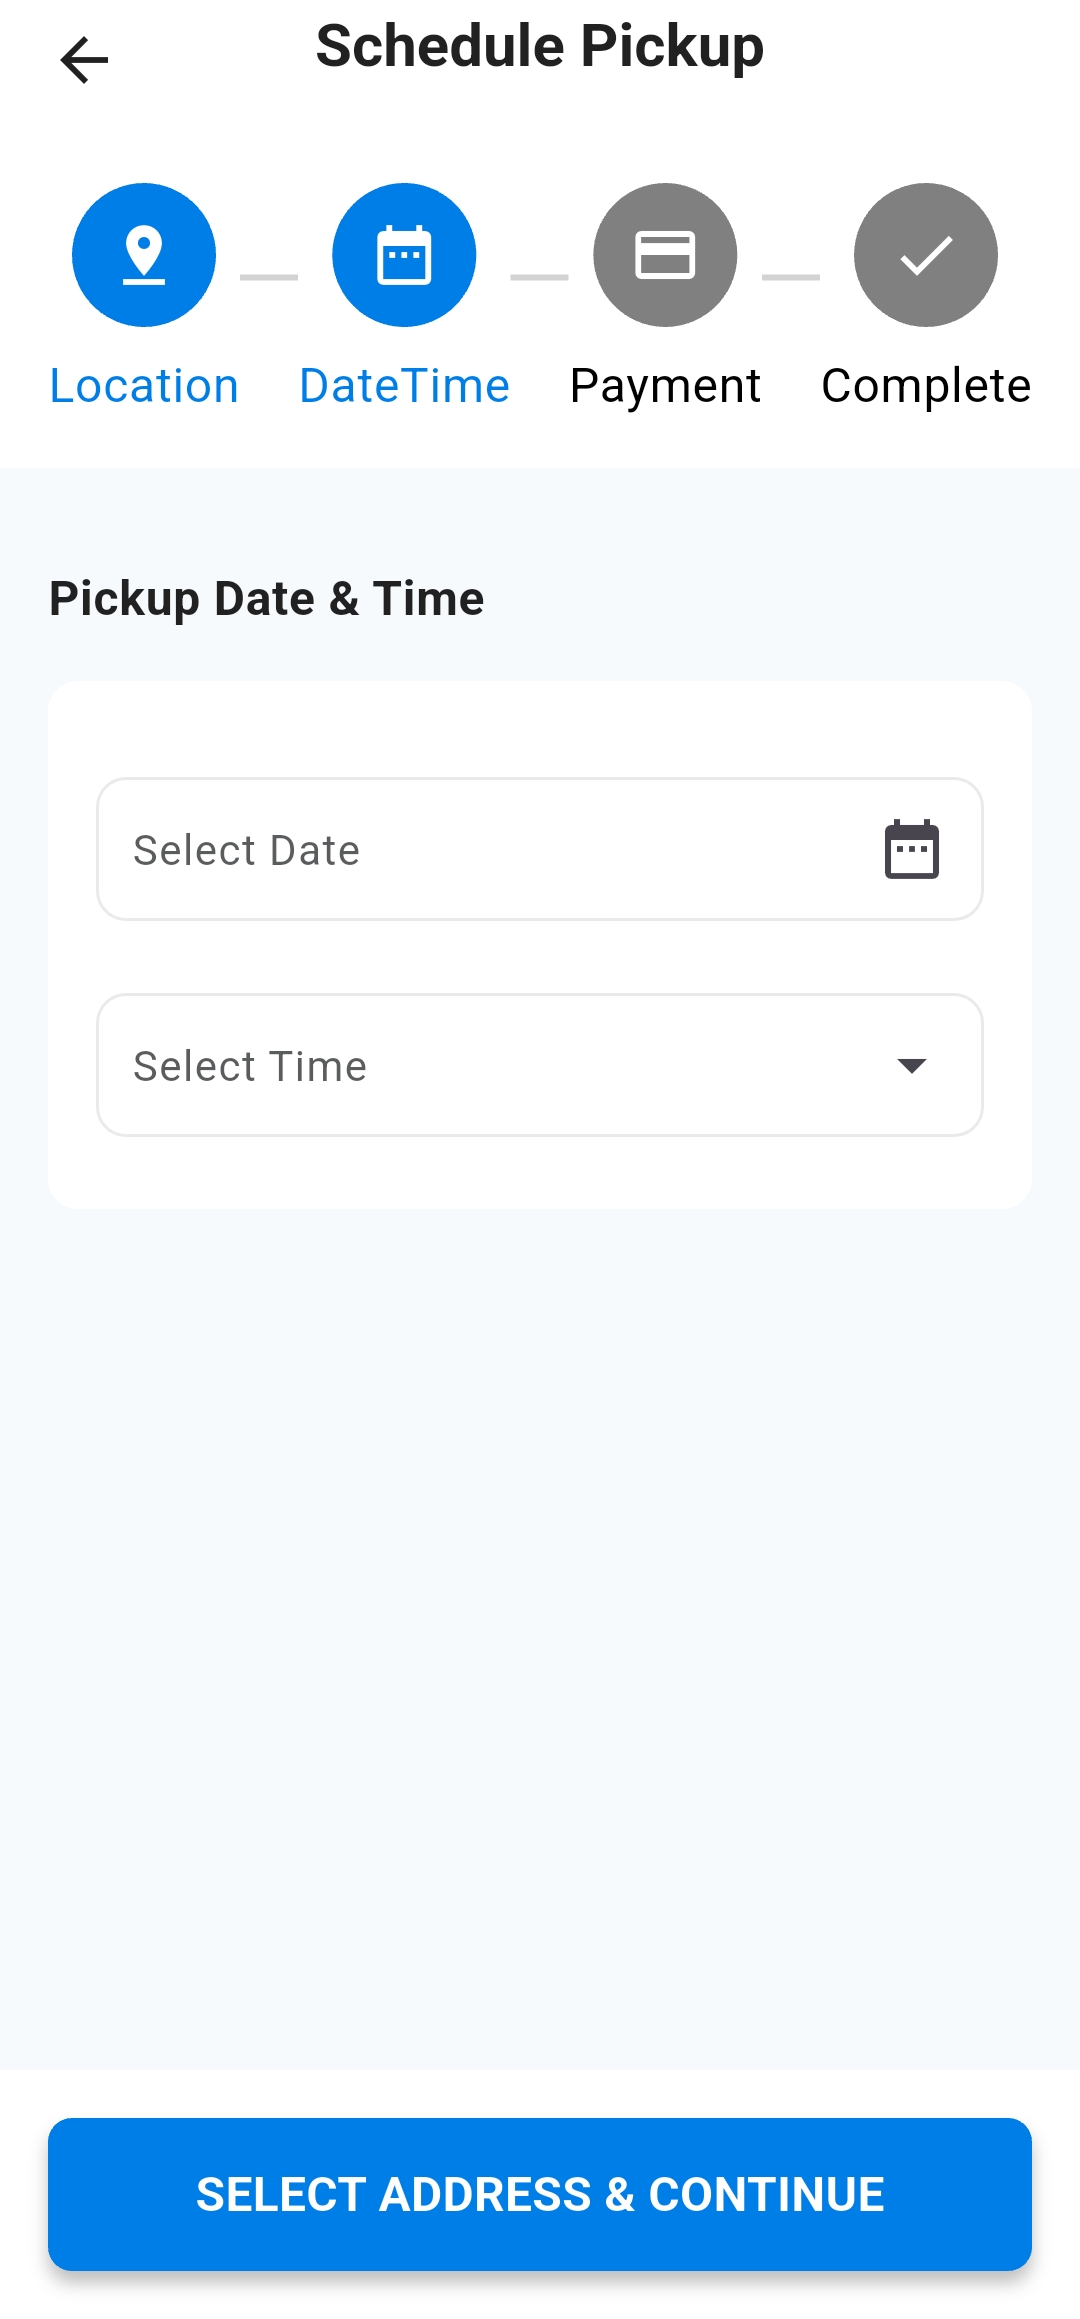 Schedule Pickup
Location
DateTime
Payment
Complete
Pickup Date & Time
Select Date
Select Time
SELECT ADDRESS & CONTINUE